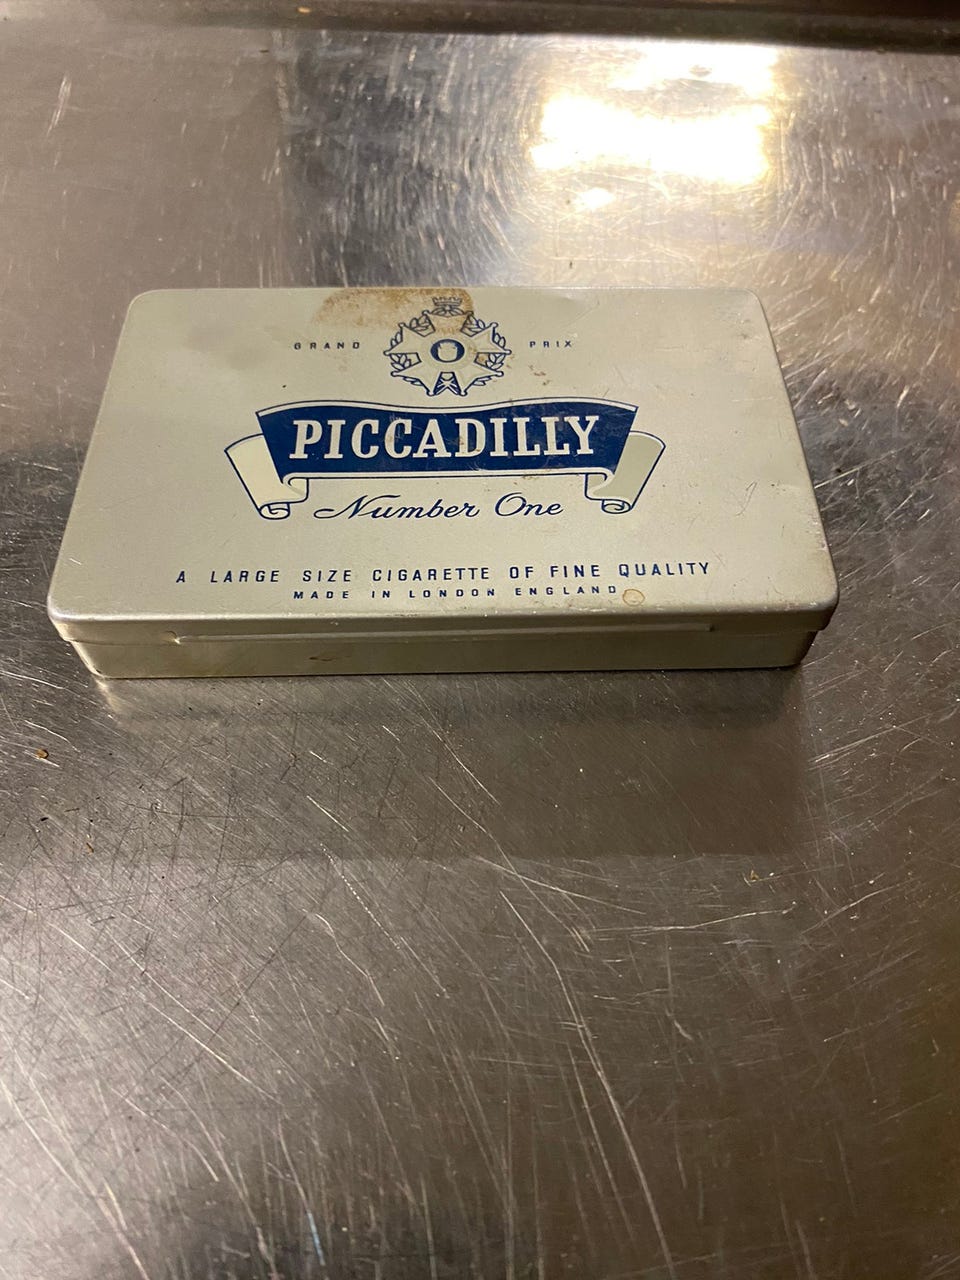 GRAND PRIX
PICCADILLY
Number One
A LARGE SIZE CIGARETTE OF FINE QUALITY
MADE IN LONDON ENGLAND